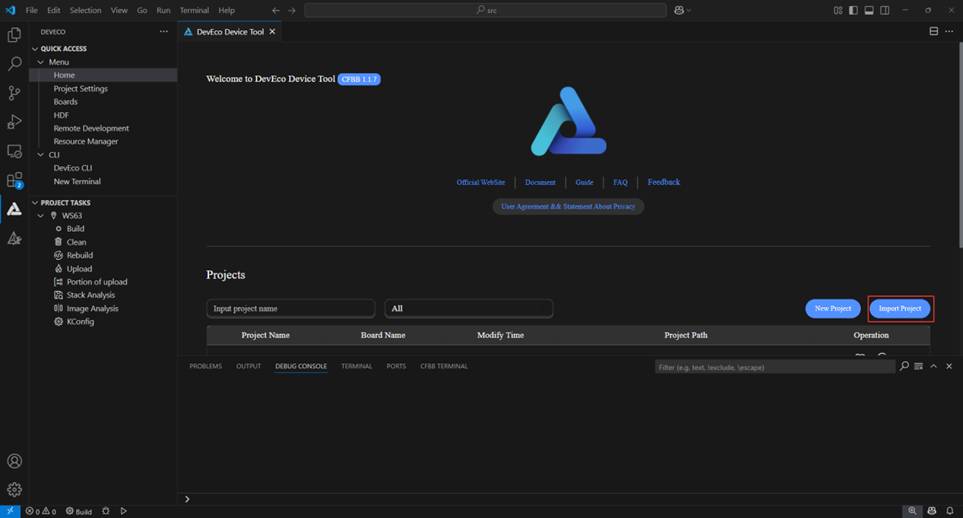 File Edit Selection View Go Run Terminal Help
src
DEVECO
QUICK ACCESS
Menu
Home
Project Settings
Boards
HDF
Remote Development
Resource Manager
CLI
DevEco CLI
New Terminal
PROJECT TASKS
WS63
Build
Clean
Rebuild
Upload
Portion of upload
Stack Analysis
Image Analysis
KConfig
2
DevEco Device Tool
Welcome to DevEco Device Tool CFBB 1.1.7
Official WebSite Document Guide FAQ Feedback
User Agreement && Statement About Privacy
Projects
Input project name All New Project Import Project
Project Name Board Name Modify Time Project Path Operation
PROBLEMS OUTPUT DEBUG CONSOLE TERMINAL PORTS CFBB TERMINAL Filter (e.g. text, !exclude, \escape)
0 0 Build